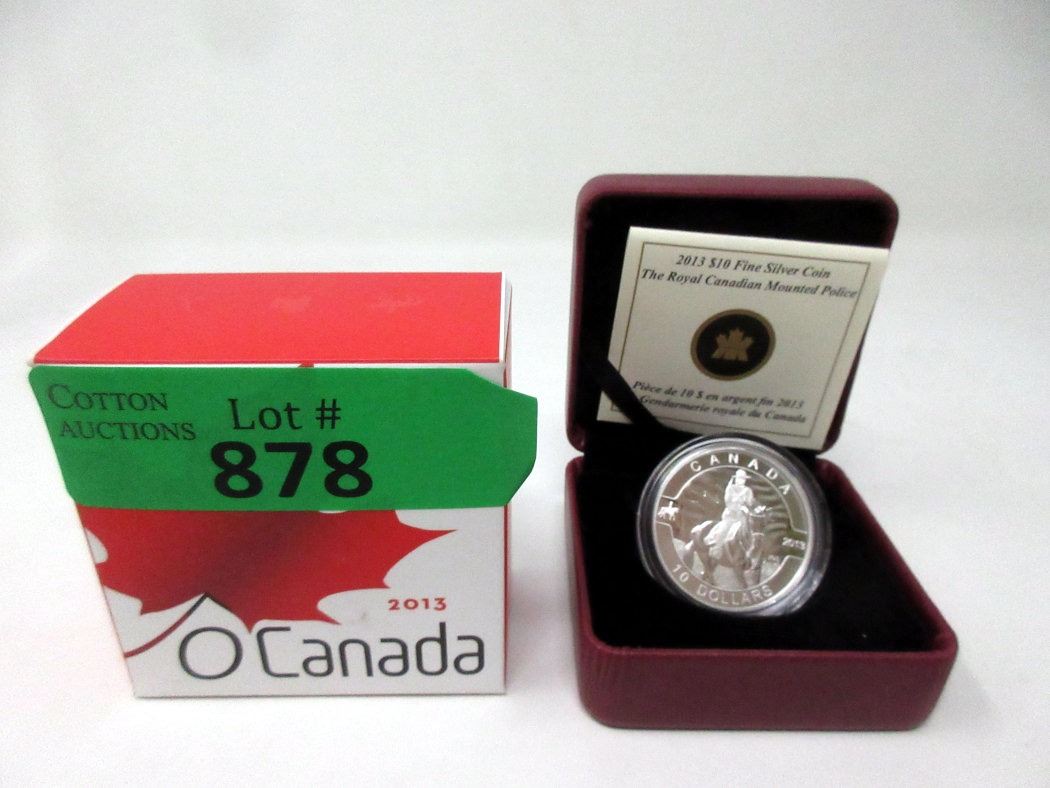 COTTON
AUCTIONS
Lot #
878
2013
O Canada
2013 $10 Fine Silver Coin
The Royal Canadian Mounted Police
Pièce de 10 $ en argent fin 2013
Gendarmerie royale du Canada
CANADA
2013
10 DOLLARS